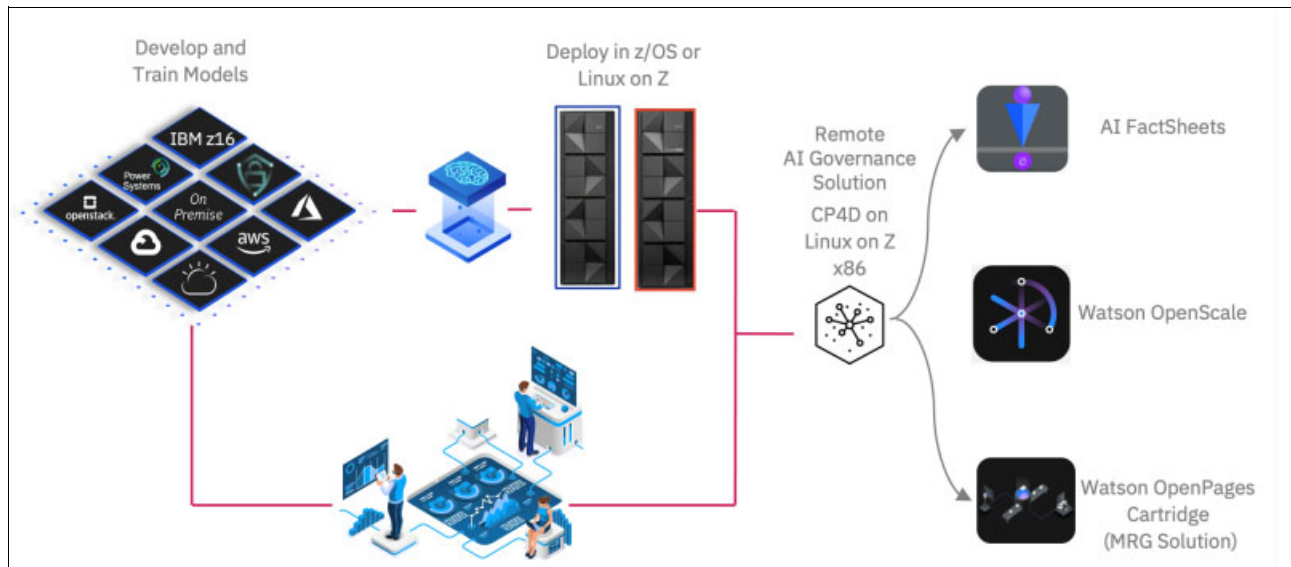 Develop and
Train Models
IBM z16
Power
Systems
openstack.
On
Premise
aws
Deploy in z/OS or
Linux on Z
Remote
AI Governance
Solution
CP4D on
Linux on Z
x86
AI FactSheets
Watson OpenScale
Watson OpenPages
Cartridge
(MRG Solution)